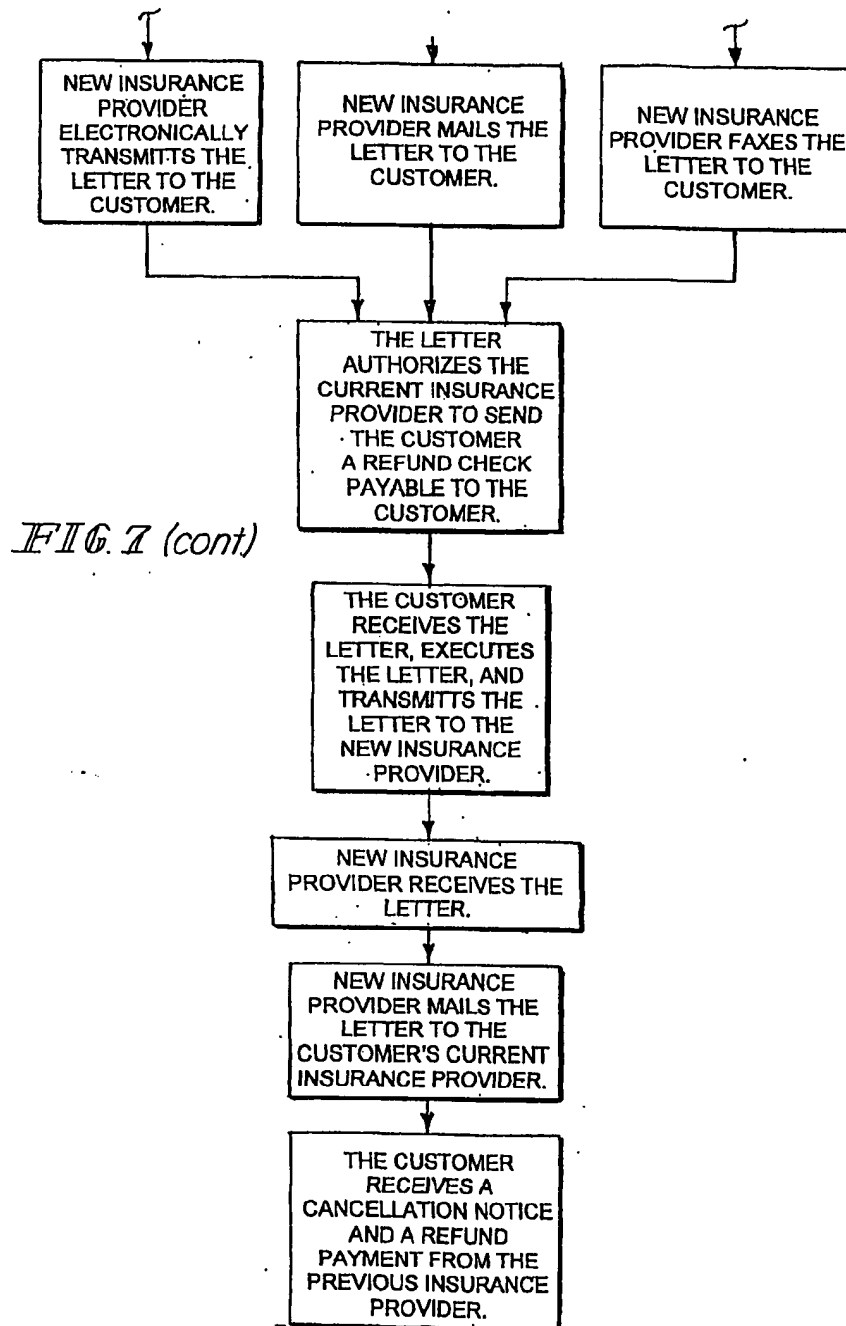 NEW INSURANCE
PROVIDER
ELECTRONICALLY
TRANSMITTS THE
LETTER TO THE
CUSTOMER.
NEW INSURANCE
PROVIDER MAILS THE
LETTER TO THE
CUSTOMER.
NEW INSURANCE
PROVIDER FAXES THE
LETTER TO THE
CUSTOMER.
THE LETTER
AUTHORIZES THE
CURRENT INSURANCE
PROVIDER TO SEND
THE CUSTOMER
A REFUND CHECK
PAYABLE TO THE
CUSTOMER.
FIG. 7 (cont)
THE CUSTOMER
RECEIVES THE
LETTER, EXECUTES
THE LETTER, AND
TRANSMITTS THE
LETTER TO THE
NEW INSURANCE
PROVIDER.
NEW INSURANCE
PROVIDER RECEIVES THE
LETTER.
NEW INSURANCE
PROVIDER MAILS THE
LETTER TO THE
CUSTOMER'S CURRENT
INSURANCE PROVIDER.
THE CUSTOMER
RECEIVES A
CANCELLATION NOTICE
AND A REFUND
PAYMENT FROM THE
PREVIOUS INSURANCE
PROVIDER.